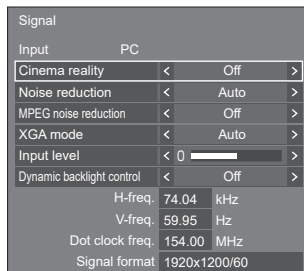 Signal
Input PC
Cinema reality < Off >
Noise reduction < Auto >
MPEG noise reduction < Off >
XGA mode < Auto >
Input level < 0 >
Dynamic backlight control < Off >
H-freq. 74.04 kHz
V-freq. 59.95 Hz
Dot clock freq. 154.00 MHz
Signal format 1920x1200/60